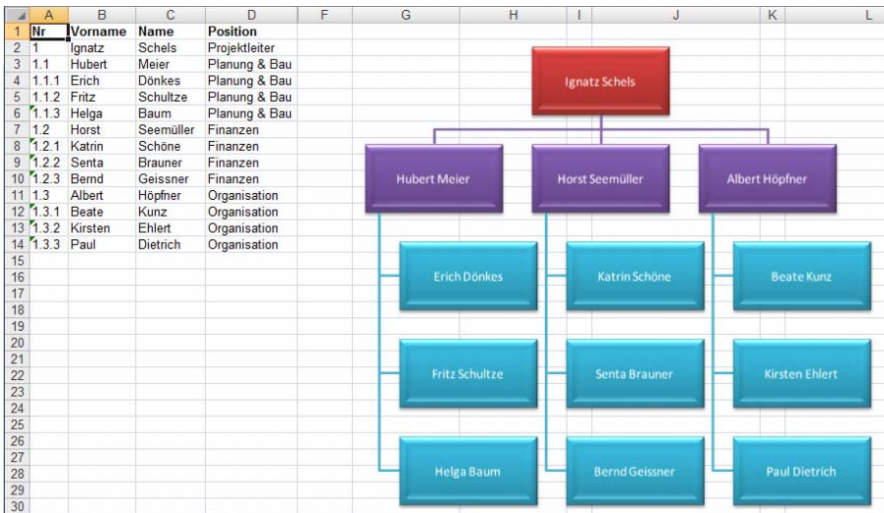 A B C D F G H I J K L
1 Nr Vorname Name Position
2 1 Ignatz Schels Projektleiter
3 1.1 Hubert Meier Planung & Bau
4 1.1.1 Erich Dönkes Planung & Bau
5 1.1.2 Fritz Schultze Planung & Bau
6 1.1.3 Helga Baum Planung & Bau
7 1.2 Horst Seemüller Finanzen
8 1.2.1 Katrin Schöne Finanzen
9 1.2.2 Senta Brauner Finanzen
10 1.2.3 Bernd Geissner Finanzen
11 1.3 Albert Höpfner Organisation
12 1.3.1 Beate Kunz Organisation
13 1.3.2 Kirsten Ehlert Organisation
14 1.3.3 Paul Dietrich Organisation
15
16
17
18
19
20
21
22
23
24
25
26
27
28
29
30
Ignatz Schels
Hubert Meier Horst Seemüller Albert Höpfner
Erich Dönkes Katrin Schöne Beate Kunz
Fritz Schultze Senta Brauner Kirsten Ehlert
Helga Baum Bernd Geissner Paul Dietrich